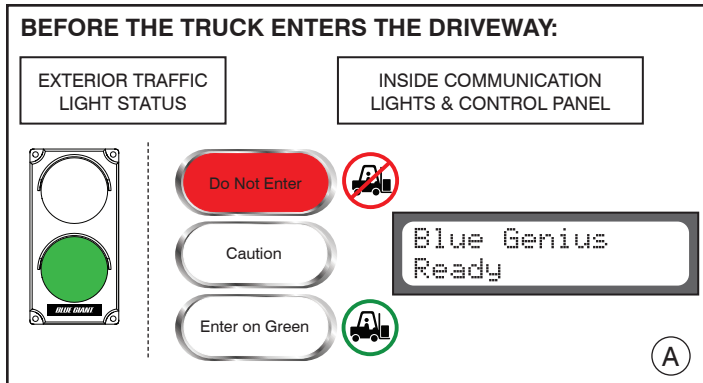 BEFORE THE TRUCK ENTERS THE DRIVEWAY:
EXTERIOR TRAFFIC
LIGHT STATUS
INSIDE COMMUNICATION
LIGHTS & CONTROL PANEL
BLUE GIANT
Do Not Enter
Caution
Enter on Green
Blue Genius
Ready
A